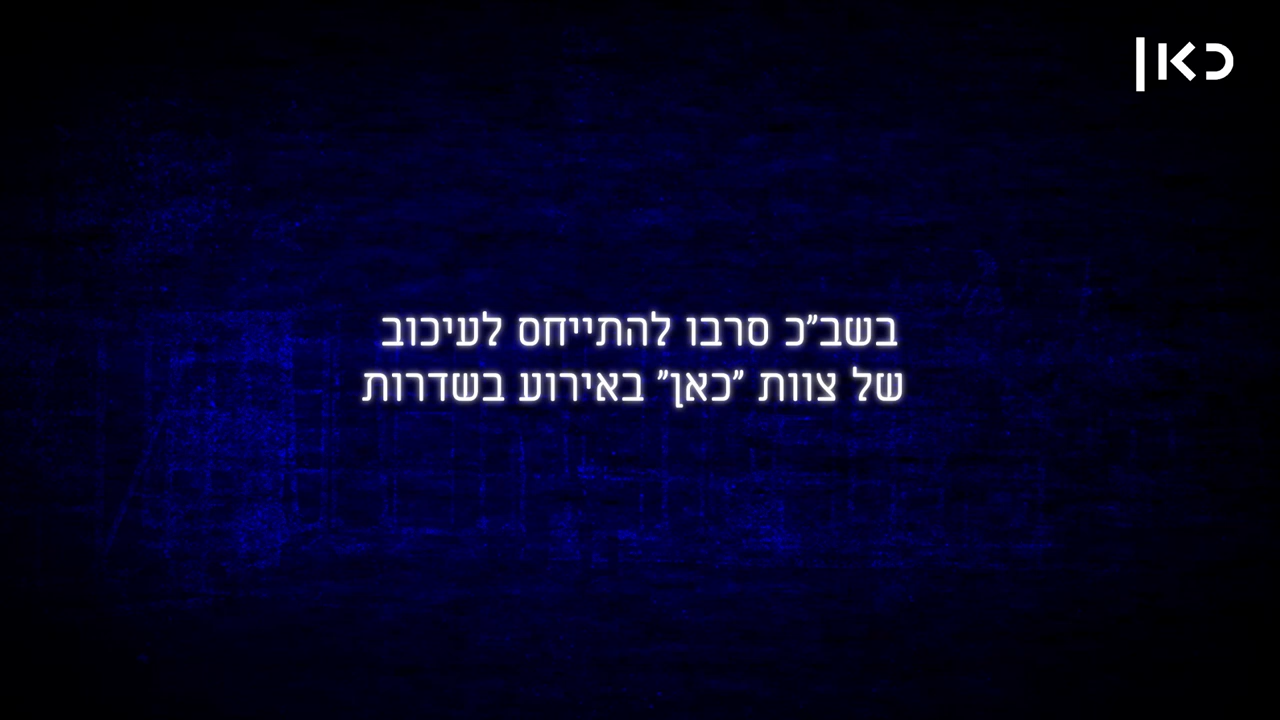 כאן
בשב"כ סרבו להתייחס לעיכוב
של צוות "כאן" באירוע בשדרות